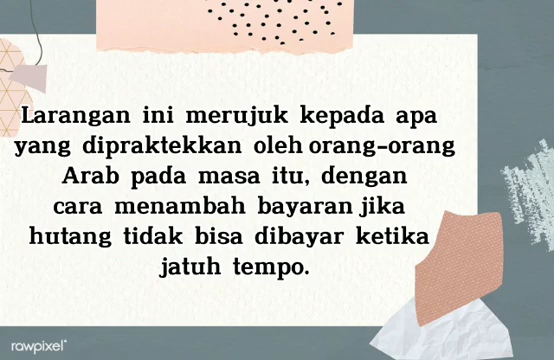 Larangan ini merujuk kepada apa
yang dipraktekkan oleh orang-orang
Arab pada masa itu, dengan
cara menambah bayaran jika
hutang tidak bisa dibayar ketika
jatuh tempo.
rawpixel